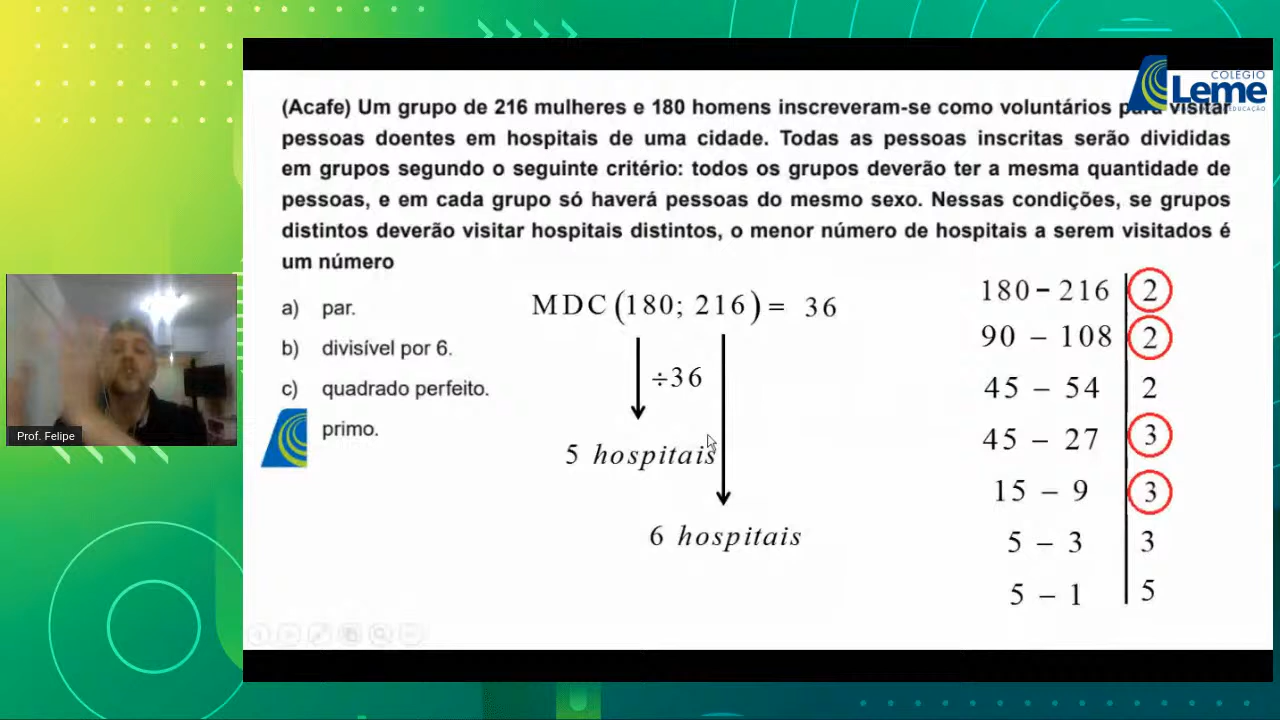 COLEGIO
Leme
EDUCAÇÃO
(Acafe) Um grupo de 216 mulheres e 180 homens inscreveram-se como voluntários para visitar
pessoas doentes em hospitais de uma cidade. Todas as pessoas inscritas serão divididas
em grupos segundo o seguinte critério: todos os grupos deverão ter a mesma quantidade de
pessoas, e em cada grupo só haverá pessoas do mesmo sexo. Nessas condições, se grupos
distintos deverão visitar hospitais distintos, o menor número de hospitais a serem visitados é
um número
a) par.
b) divisível por 6.
c) quadrado perfeito.
primo.
MDC(180; 216) = 36
÷36
5 hospitais
6 hospitais
180 - 216 2
90 - 108 2
45 - 54 2
45 - 27 3
15 - 9 3
5 - 3 3
5 - 1 5
Prof. Felipe